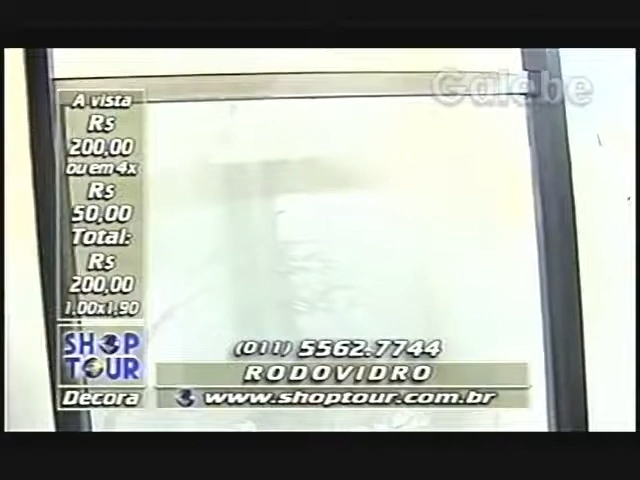 Galebe
A vista
Rs
200,00
ou em 4x
Rs
50,00
Total:
Rs
200,00
1,00x1,90
SHOP
TOUR
Decora
(011) 5562.7744
RODOVIDRO
www.shoptour.com.br